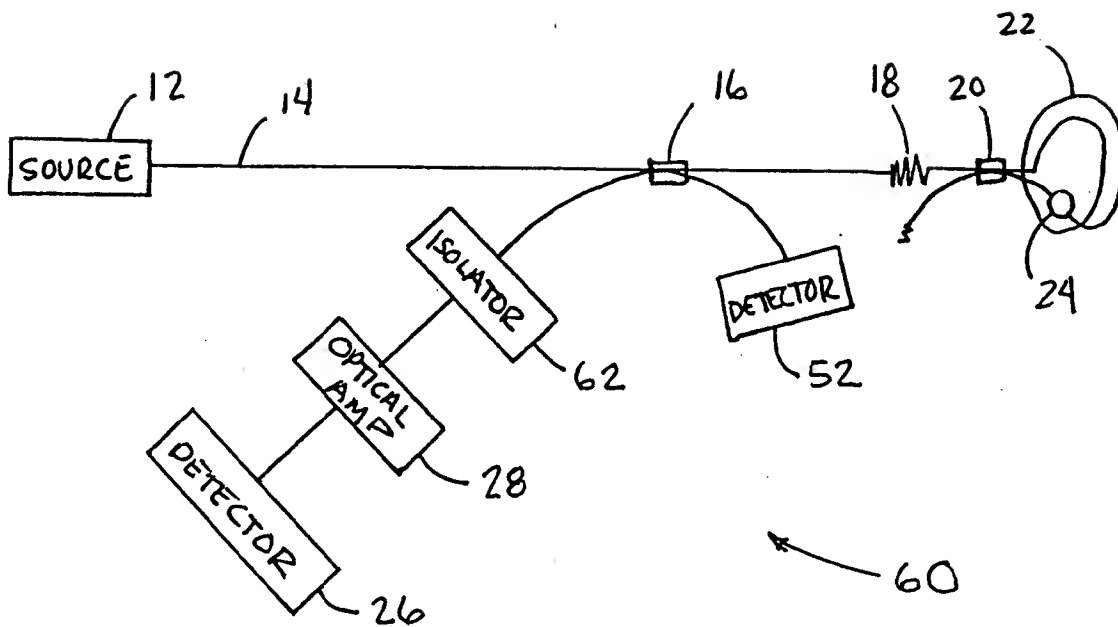 22
12
14
16
18
20
SOURCE
ISOLATOR
DETECTOR
24
62
52
OPTICAL
AMP
28
DETECTOR
26
60